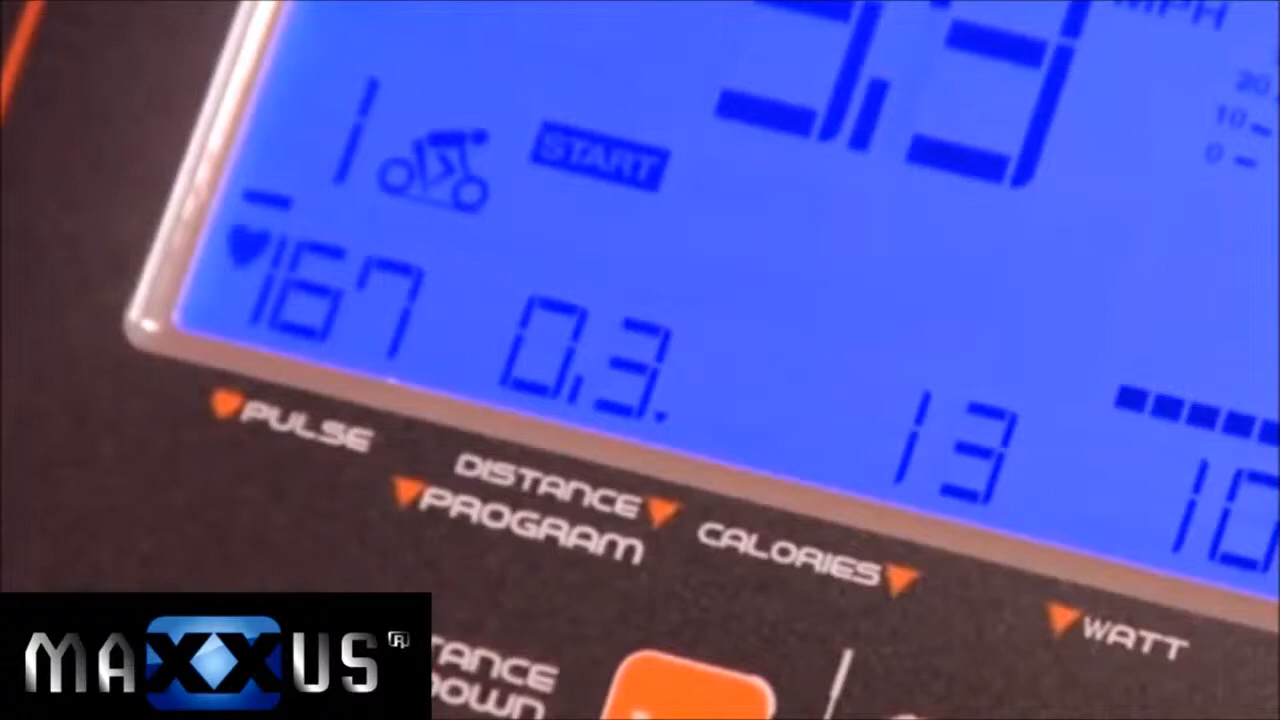 MPH
20
10
0
1
START
167
0.3.
13
10
PULSE
DISTANCE
PROGRAM
CALORIES
WATT
MAXXUS®